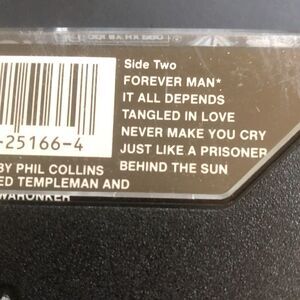 Side Two
FOREVER MAN*
IT ALL DEPENDS
TANGLED IN LOVE
NEVER MAKE YOU CRY
JUST LIKE A PRISONER
BEHIND THE SUN
-25166-4
BY PHIL COLLINS
ED TEMPLEMAN AND
WARONKER